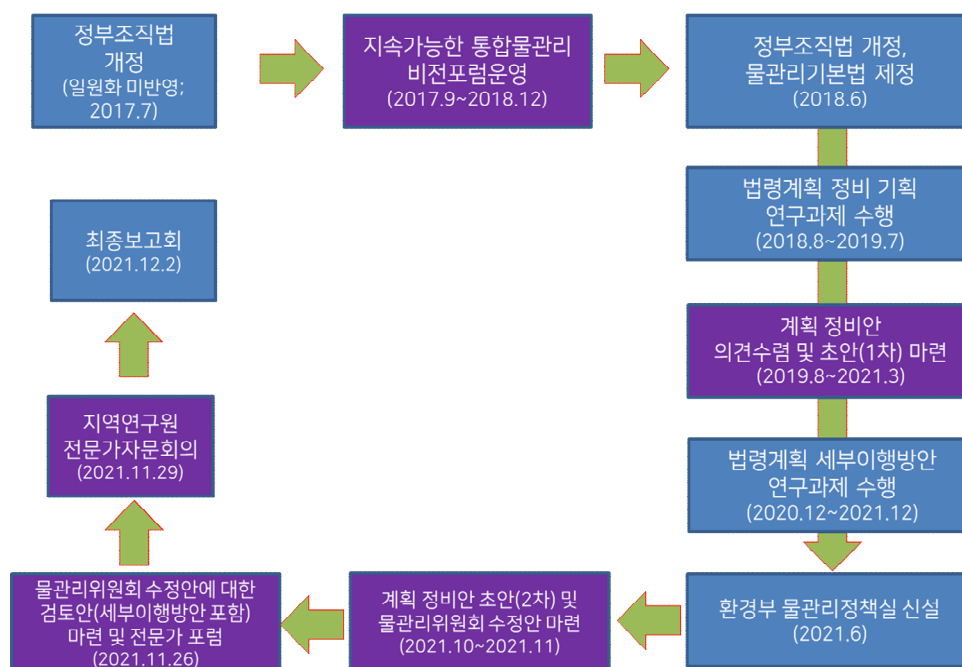 정부조직법
개정
(일원화 미반영;
2017.7)
지속가능한 통합물관리
비전포럼운영
(2017.9~2018.12)
정부조직법 개정,
물관리기본법 제정
(2018.6)
법령계획 정비 기획
연구과제 수행
(2018.8~2019.7)
계획 정비안
의견수렴 및 초안(1차) 마련
(2019.8~2021.3)
법령계획 세부이행방안
연구과제 수행
(2020.12~2021.12)
환경부 물관리정책실 신설
(2021.6)
계획 정비안 초안(2차) 및
물관리위원회 수정안 마련
(2021.10~2021.11)
물관리위원회 수정안에 대한
검토안(세부이행방안 포함)
마련 및 전문가 포럼
(2021.11.26)
지역연구원
전문가자문회의
(2021.11.29)
최종보고회
(2021.12.2)